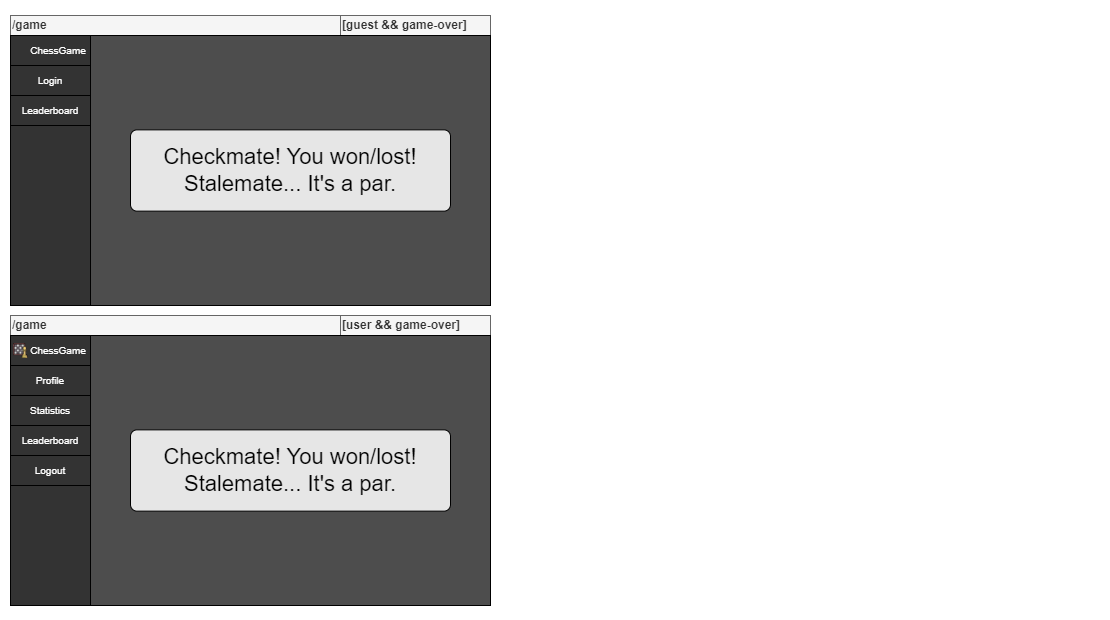 /game [guest && game-over]
ChessGame
Login
Leaderboard
Checkmate! You won/lost!
Stalemate... It's a par.
/game [user && game-over]
ChessGame
Profile
Statistics
Leaderboard
Logout
Checkmate! You won/lost!
Stalemate... It's a par.